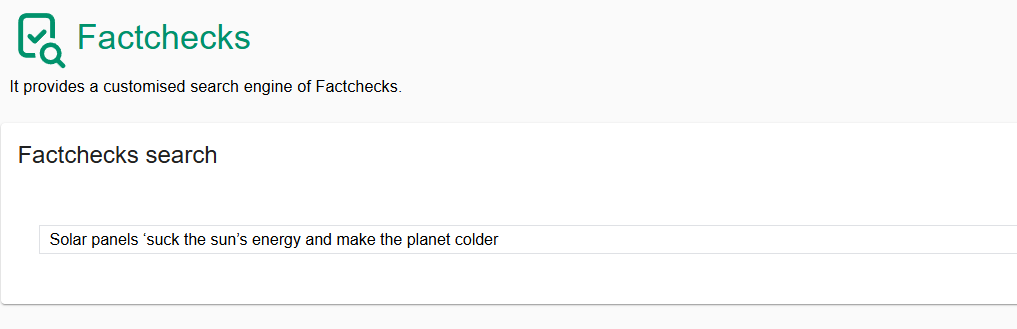 Factchecks
It provides a customised search engine of Factchecks.
Factchecks search
Solar panels ‘suck the sun’s energy and make the planet colder